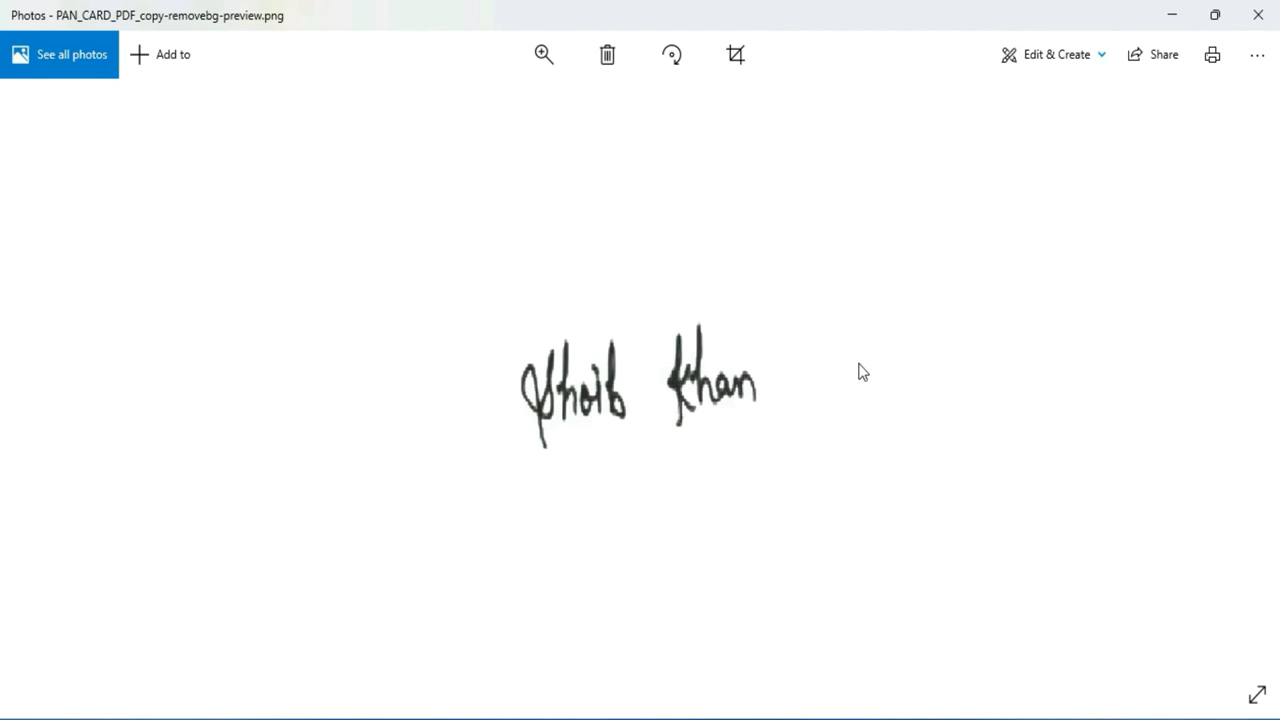 Photos - PAN_CARD_PDF_copy-removebg-preview.png
See all photos
Add to
Edit & Create
Share
Shoib Khan